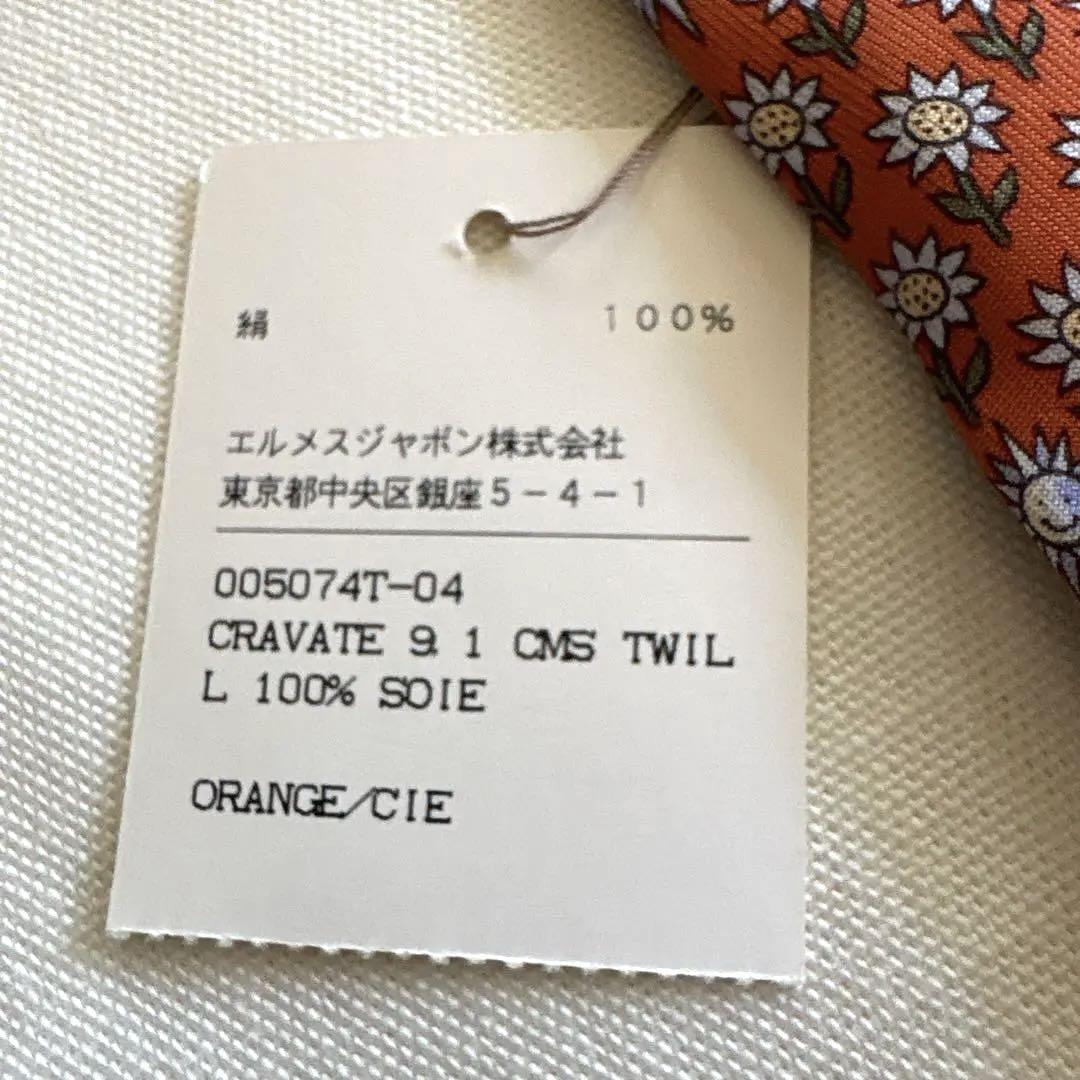 絹 100%
エルメスジャポン株式会社
東京都中央区銀座5-4-1
005074T-04
CRAVATE 9.1 CMS TWIL
L 100% SOIE
ORANGE/CIE